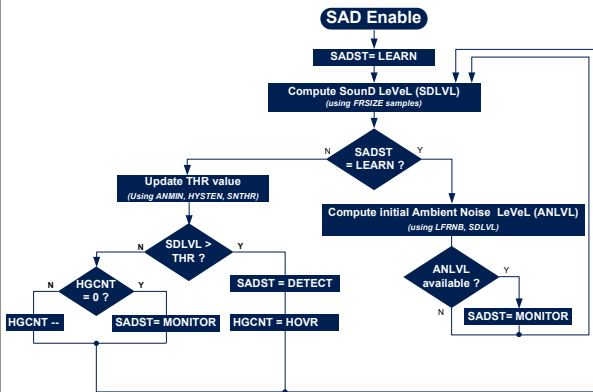 SAD Enable
SADST= LEARN
Compute SounD LeVeL (SDLVL)
(using FRSIZE samples)
N
SADST
= LEARN ?
Y
Update THR value
(Using ANMIN, HYSTEN, SNTHR)
Compute initial Ambient Noise LeVeL (ANLVL)
(using LFRNB, SDLVL)
N
SDLVL >
THR ?
Y
ANLVL
available ?
Y
N
SADST= MONITOR
N
HGCNT
= 0 ?
Y
SADST = DETECT
HGCNT --
SADST= MONITOR
HGCNT = HOVR